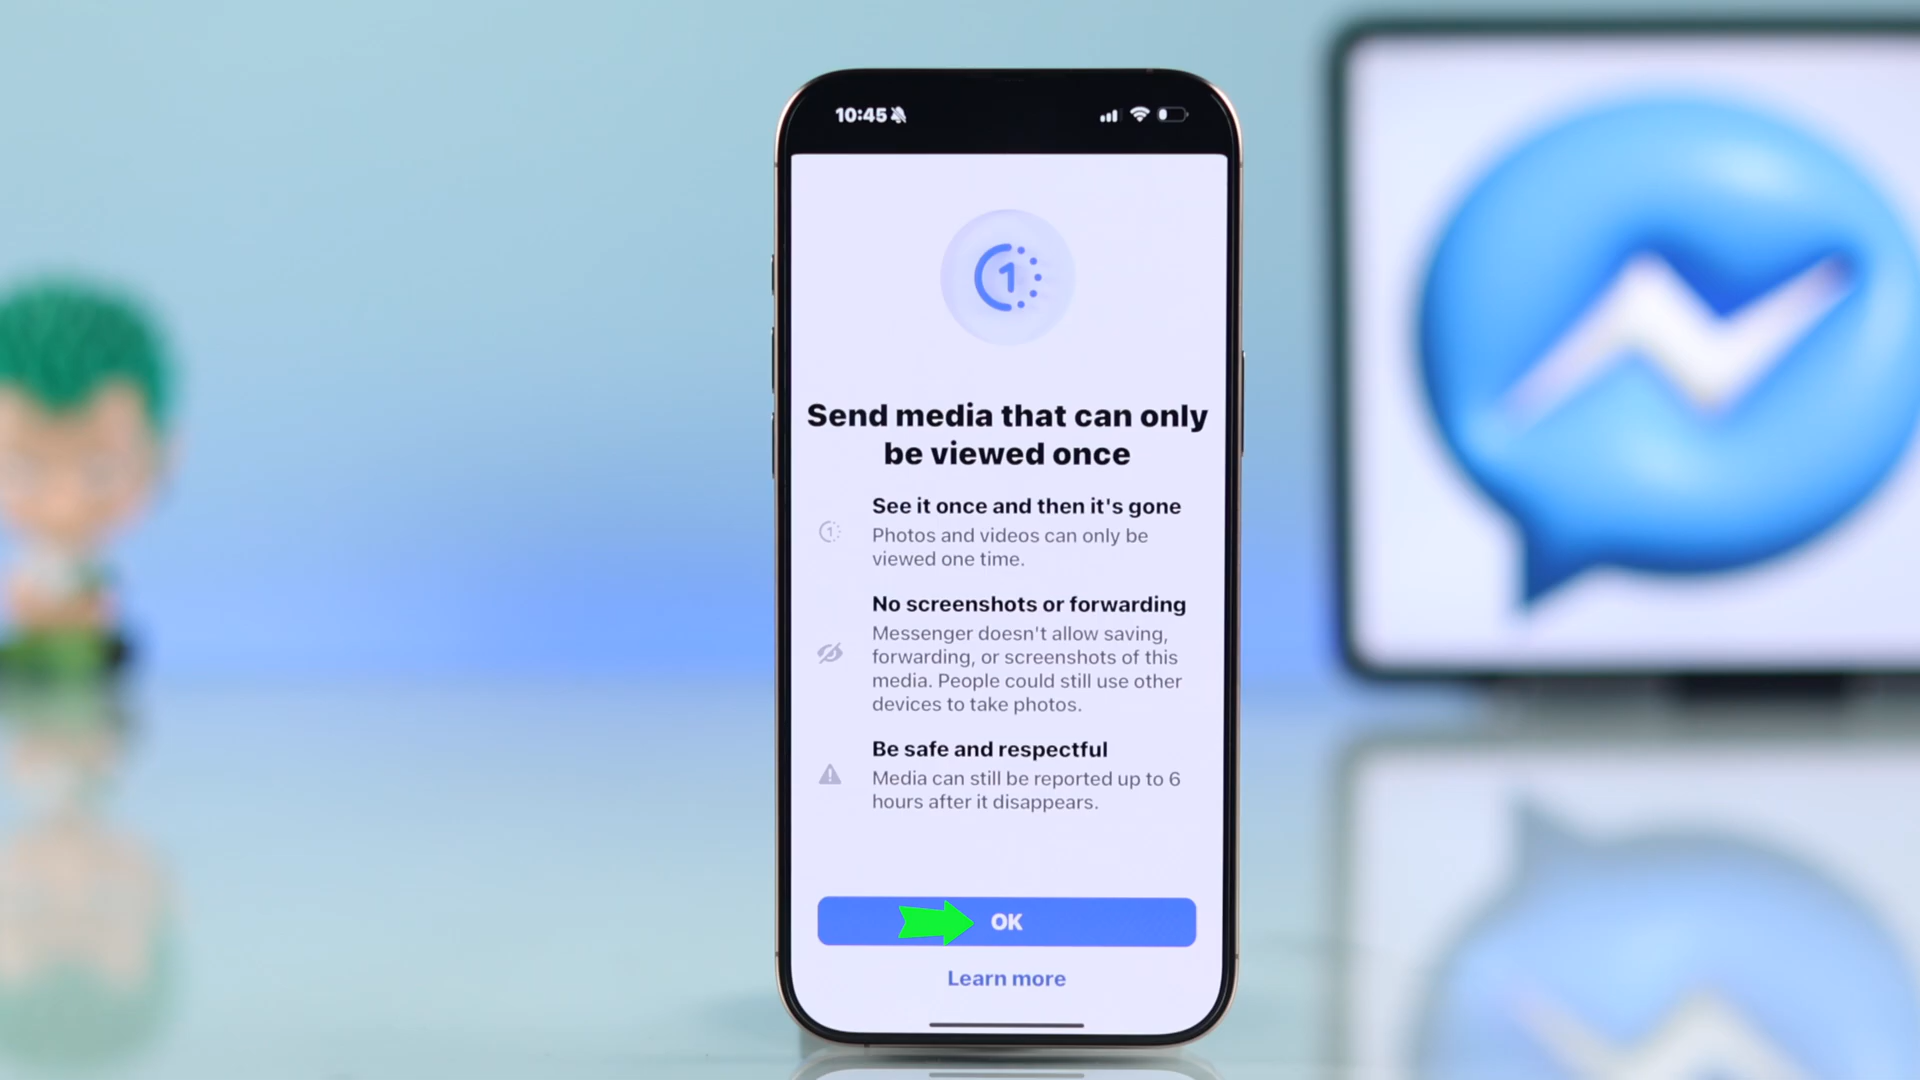 10:45
1
Send media that can only
be viewed once
See it once and then it's gone
1
Photos and videos can only be
viewed one time.
No screenshots or forwarding
Messenger doesn't allow saving,
forwarding, or screenshots of this
media. People could still use other
devices to take photos.
Be safe and respectful
Media can still be reported up to 6
hours after it disappears.
OK
Learn more